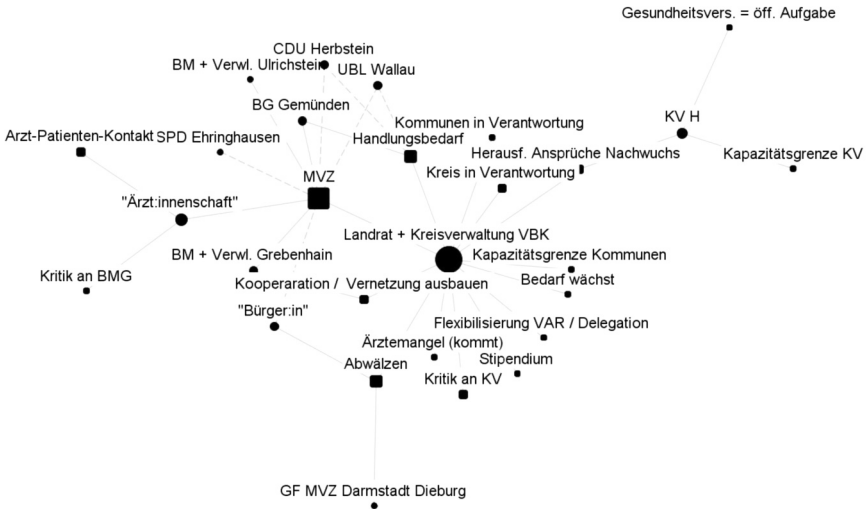 Gesundheitsvers. = öff. Aufgabe
CDU Herbstein
BM + Verwl. Ulrichstein
UBL Wallau
BG Gemünden
KV H
Kommunen in Verantwortung
Arzt-Patienten-Kontakt
SPD Ehringhausen
Handlungsbedarf
Herausf. Ansprüche Nachwuchs
Kapazitätsgrenze KV
MVZ
Kreis in Verantwortung
"Ärzt:innenschaft"
Landrat + Kreisverwaltung VBK
BM + Verwl. Grebenhain
Kapazitätsgrenze Kommunen
Kritik an BMG
Kooperaration / Vernetzung ausbauen
Bedarf wächst
"Bürger:in"
Flexibilisierung VAR / Delegation
Ärztemangel (kommt)
Abwälzen
Stipendium
Kritik an KV
GF MVZ Darmstadt Dieburg